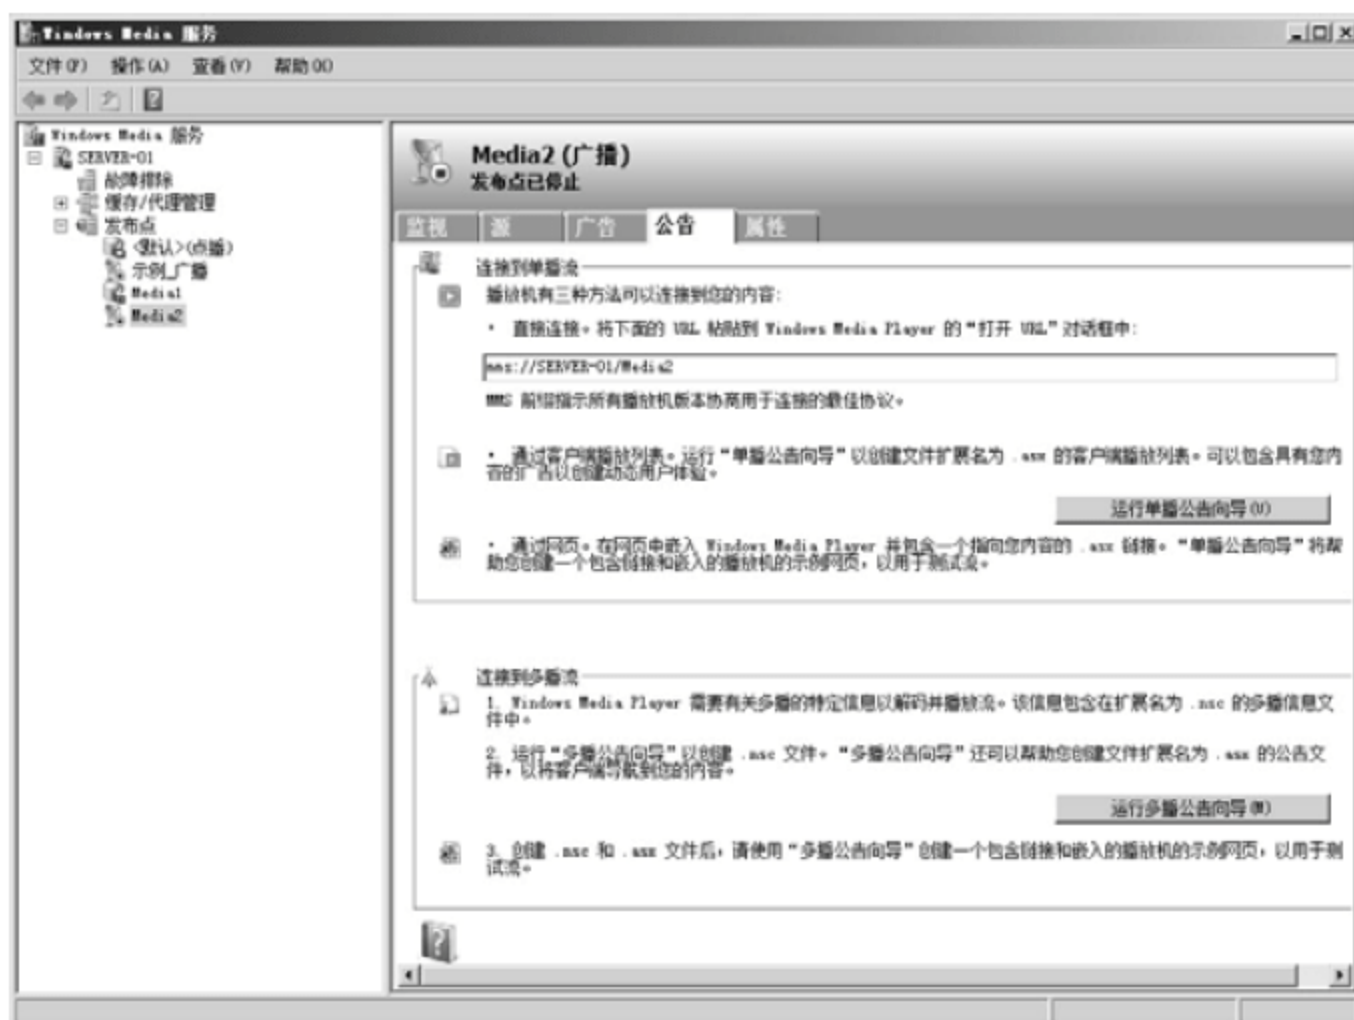 Windows Media 服务
文件(F) 操作(A) 查看(V) 帮助(H)
Windows Media 服务
SERVER-01
故障排除
缓存/代理管理
发布点
<默认>(点播)
示例_广播
Media1
Media2
Media2 (广播)
发布点已停止
监视 源 广告 公告 属性
连接到单播流
播放机有三种方法可以连接到您的内容:
· 直接连接。将下面的 URL 粘贴到 Windows Media Player 的“打开 URL”对话框中:
mms://SERVER-01/Media2
MMS 前缀指示所有播放机版本协商用于连接的最佳协议。
· 通过客户端播放列表。运行“单播公告向导”以创建文件扩展名为 .asx 的客户端播放列表。可以包含具有您内
容的广告以创建动态用户体验。
运行单播公告向导(U)
· 通过网页。在网页中嵌入 Windows Media Player 并包含一个指向您内容的 .asx 链接。“单播公告向导”将帮
助您创建一个包含链接和嵌入的播放机的示例网页，以用于测试流。
连接到多播流
1. Windows Media Player 需要有关多播的特定信息以解码并播放流。该信息包含在扩展名为 .nsc 的多播信息文
件中。
2. 运行“多播公告向导”以创建 .nsc 文件。“多播公告向导”还可以帮助您创建文件扩展名为 .asx 的公告文
件，以将客户端导航到您的内容。
运行多播公告向导(M)
3. 创建 .nsc 和 .asx 文件后，请使用“多播公告向导”创建一个包含链接和嵌入的播放机的示例网页，以用于测
试流。